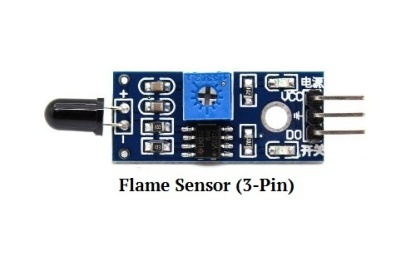 +
电源
VCC
DO
-
开关
Flame Sensor (3-Pin)